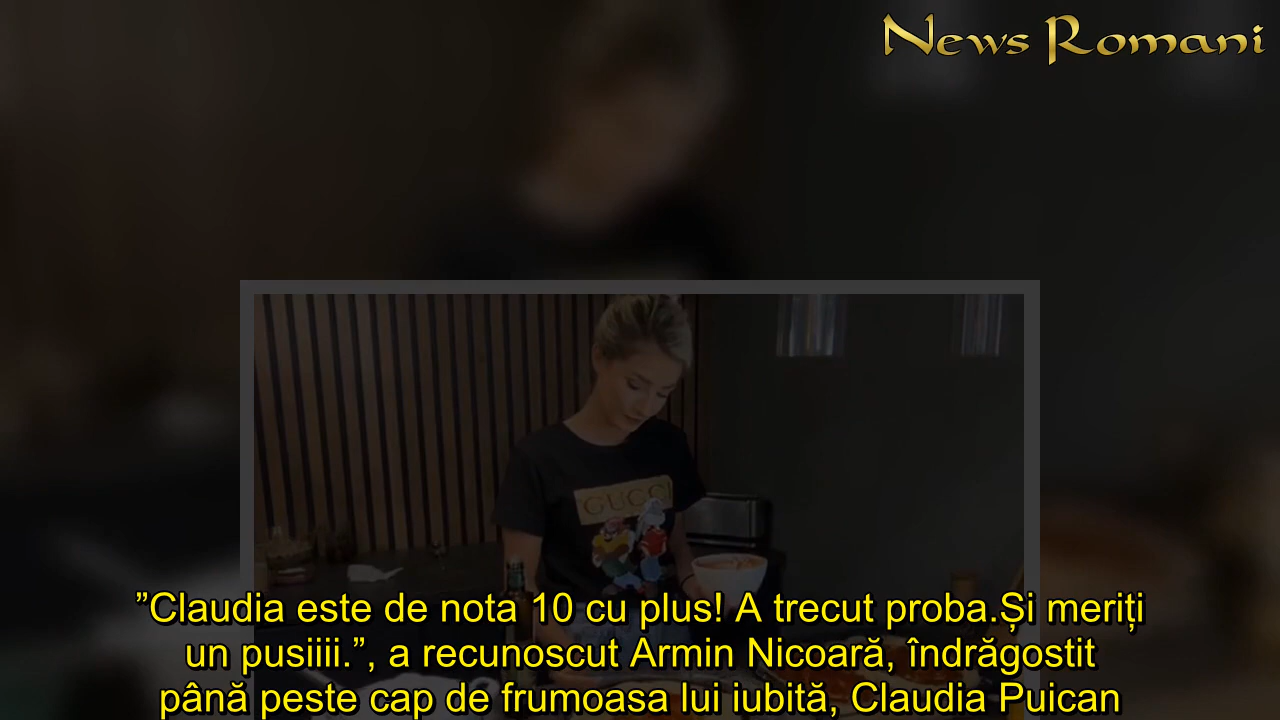 News Romani
GUCCI
”Claudia este de nota 10 cu plus! A trecut proba.Și meriți
un pusiiii.”, a recunoscut Armin Nicoară, îndrăgostit
până peste cap de frumoasa lui iubită, Claudia Puican